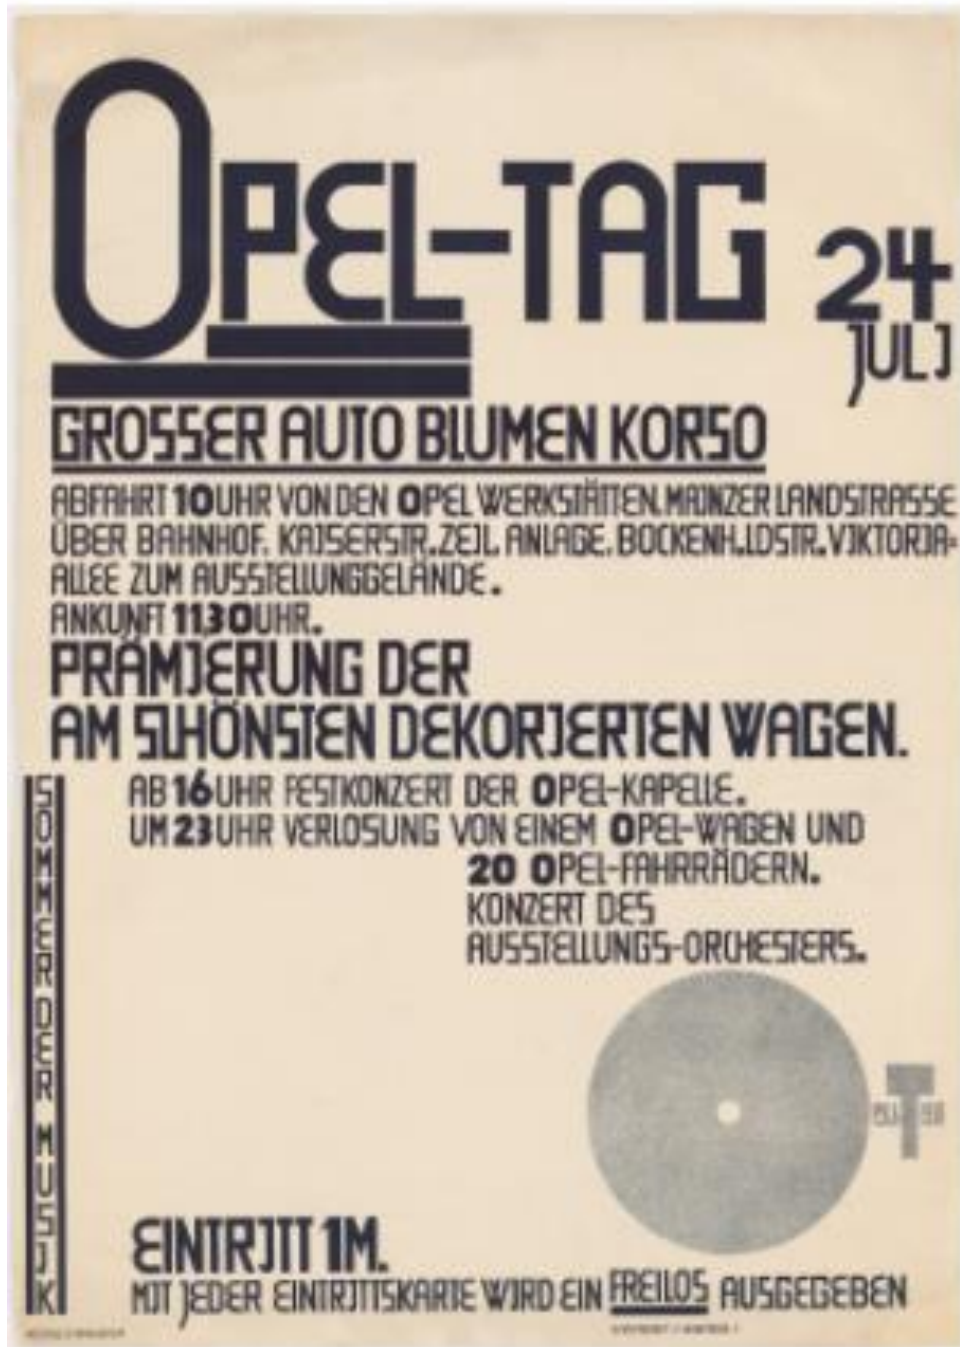 OPEL-TAG
24
JULI
GROSSER AUTO BLUMEN KORSO
ABFAHRT 10 UHR VON DEN OPEL WERKSTÄTTEN. MAINZER LANDSTRASSE
ÜBER BAHNHOF. KAISERSTR. ZEIL. ANLAGE. BOCKENH. LDSTR. VIKTORIA-
ALLEE ZUM AUSSTELLUNGGELÄNDE.
ANKUNFT 11,30 UHR.
PRÄMIERUNG DER
AM SCHÖNSTEN DEKORIERTEN WAGEN.
AB 16 UHR FESTKONZERT DER OPEL-KAPELLE.
UM 23 UHR VERLOSUNG VON EINEM OPEL-WAGEN UND
20 OPEL-FAHRRÄDERN.
KONZERT DES
AUSSTELLUNGS-ORCHESTERS.
SOMMER DER MUSIK
EINTRITT 1M.
MIT JEDER EINTRITTSKARTE WIRD EIN FREILOS AUSGEGEBEN